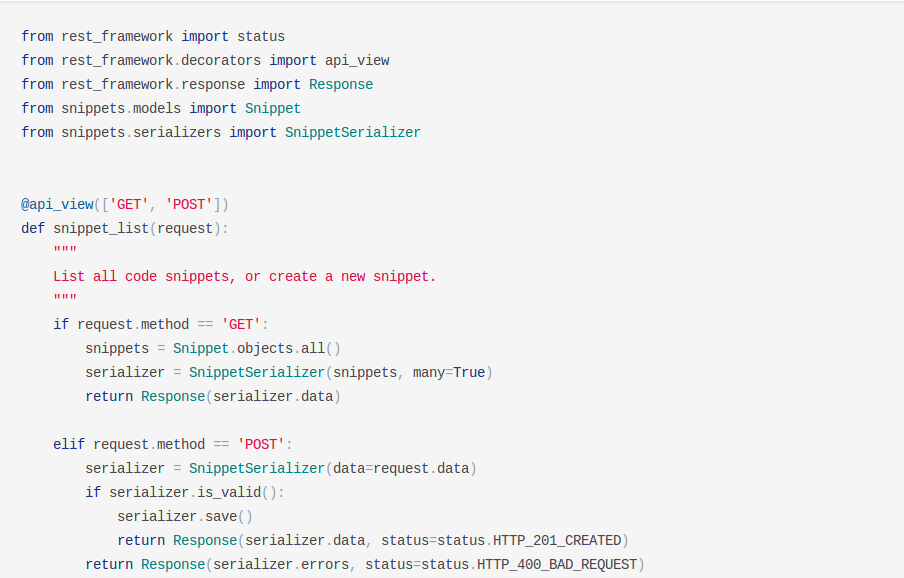 from rest_framework import status
from rest_framework.decorators import api_view
from rest_framework.response import Response
from snippets.models import Snippet
from snippets.serializers import SnippetSerializer


@api_view(['GET', 'POST'])
def snippet_list(request):
    """
    List all code snippets, or create a new snippet.
    """
    if request.method == 'GET':
        snippets = Snippet.objects.all()
        serializer = SnippetSerializer(snippets, many=True)
        return Response(serializer.data)

    elif request.method == 'POST':
        serializer = SnippetSerializer(data=request.data)
        if serializer.is_valid():
            serializer.save()
            return Response(serializer.data, status=status.HTTP_201_CREATED)
        return Response(serializer.errors, status=status.HTTP_400_BAD_REQUEST)